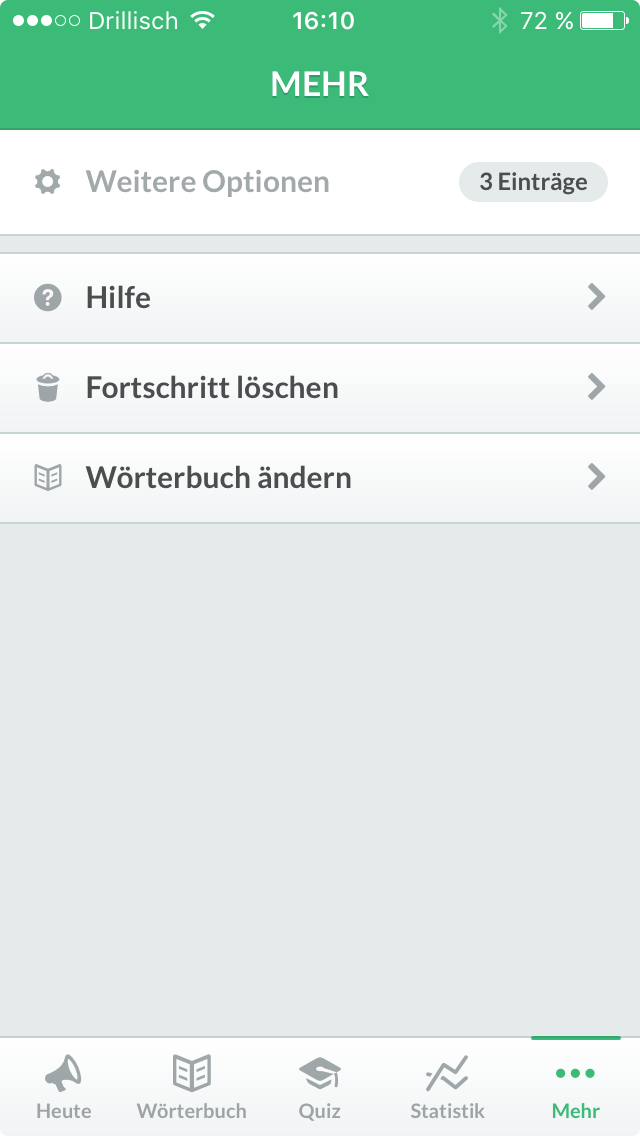 Drillisch 16:10 72 %
MEHR
Weitere Optionen 3 Einträge
Hilfe
Fortschritt löschen
Wörterbuch ändern
Heute Wörterbuch Quiz Statistik Mehr